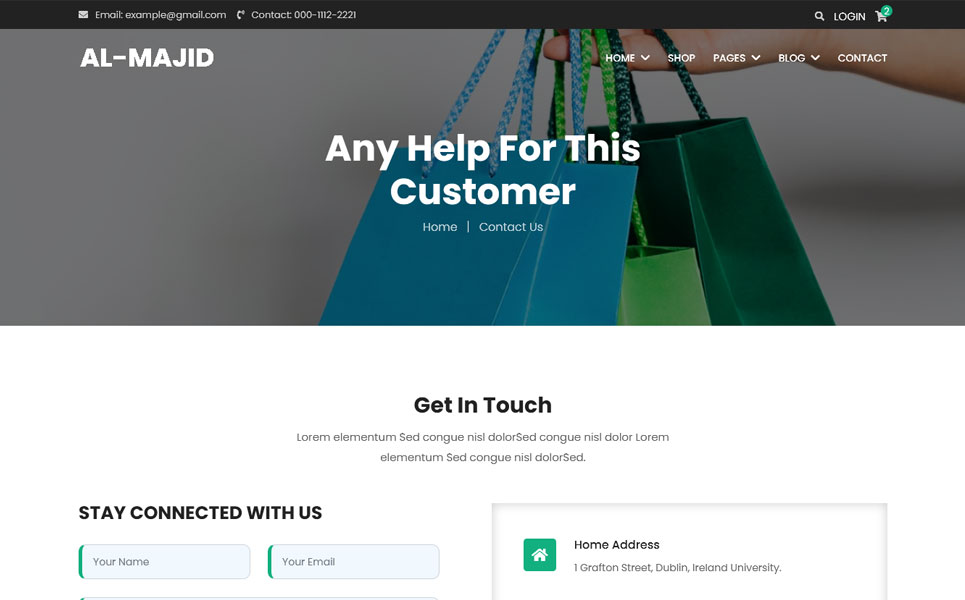 Email: example@gmail.com Contact: 000-1112-2221 LOGIN 2
AL-MAJID HOME SHOP PAGES BLOG CONTACT
Any Help For This
Customer
Home | Contact Us
Get In Touch
Lorem elementum Sed congue nisl dolorSed congue nisl dolor Lorem
elementum Sed congue nisl dolorSed.
STAY CONNECTED WITH US
Your Name Your Email
Home Address
1 Grafton Street, Dublin, Ireland University.